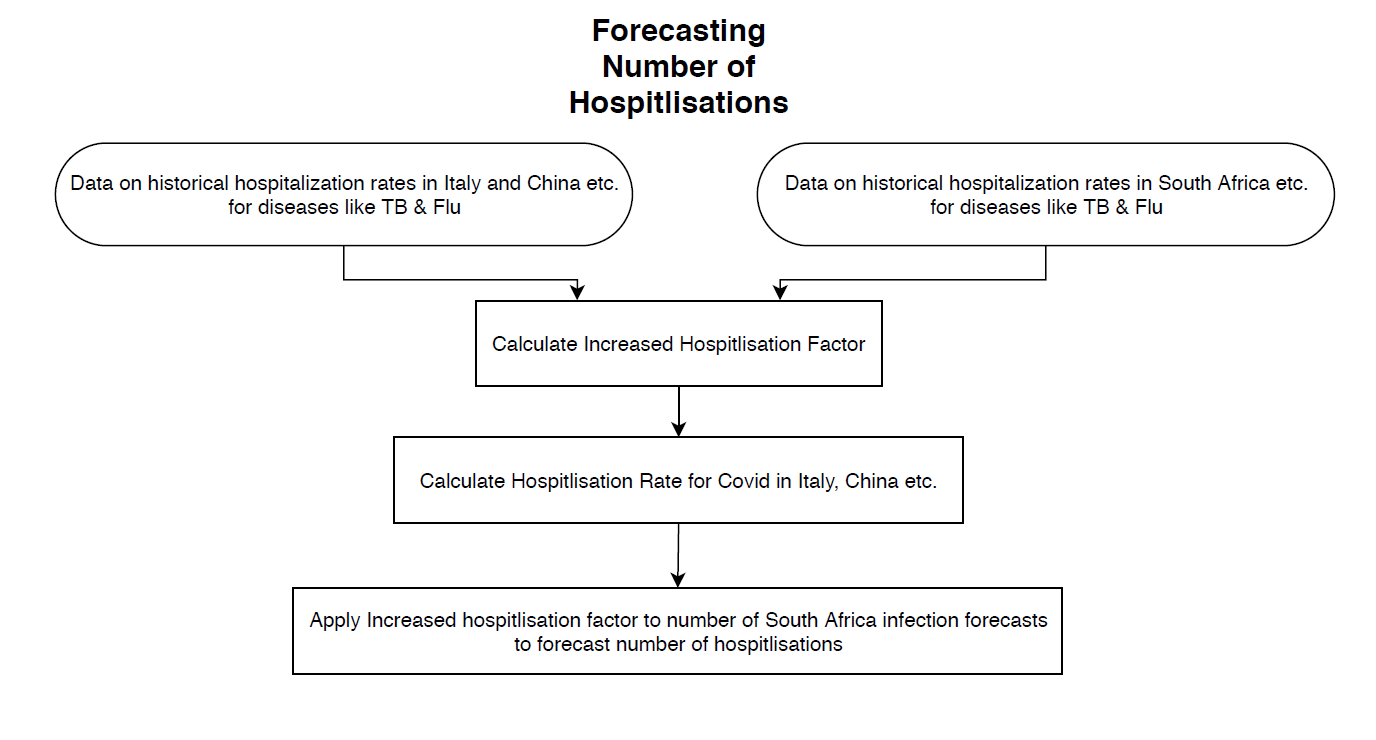 Forecasting
Number of
Hospitlisations
Data on historical hospitalization rates in Italy and China etc.
for diseases like TB & Flu
Data on historical hospitalization rates in South Africa etc.
for diseases like TB & Flu
Calculate Increased Hospitlisation Factor
Calculate Hospitlisation Rate for Covid in Italy, China etc.
Apply Increased hospitlisation factor to number of South Africa infection forecasts
to forecast number of hospitlisations